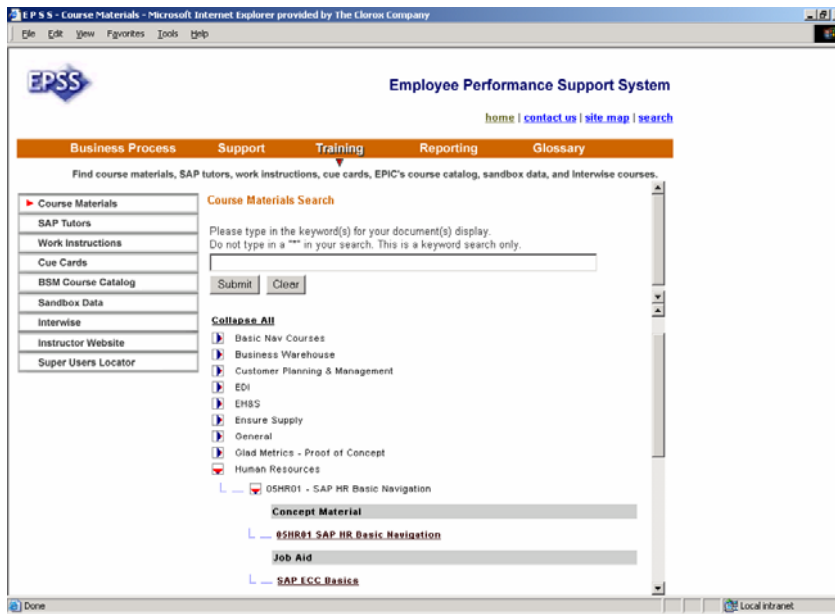 E P S S - Course Materials - Microsoft Internet Explorer provided by The Clorox Company
File Edit View Favorites Tools Help
EPSS
Employee Performance Support System
home | contact us | site map | search
Business Process Support Training Reporting Glossary
Find course materials, SAP tutors, work instructions, cue cards, EPIC's course catalog, sandbox data, and Interwise courses.
Course Materials
SAP Tutors
Work Instructions
Cue Cards
BSM Course Catalog
Sandbox Data
Interwise
Instructor Website
Super Users Locator
Course Materials Search
Please type in the keyword(s) for your document(s) display.
Do not type in a "*" in your search. This is a keyword search only.
Submit Clear
Collapse All
Basic Nav Courses
Business Warehouse
Customer Planning & Management
EDI
EH&S
Ensure Supply
General
Glad Metrics - Proof of Concept
Human Resources
05HR01 - SAP HR Basic Navigation
Concept Material
05HR01 SAP HR Basic Navigation
Job Aid
SAP ECC Basics
Done
Local intranet